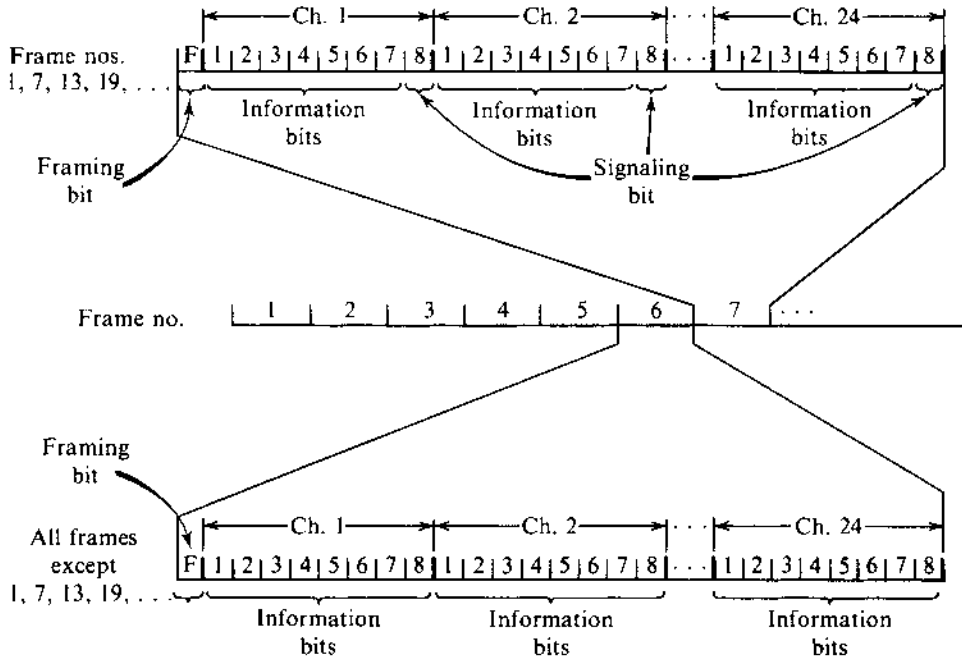 Ch. 1 Ch. 2 · · · Ch. 24
Frame nos.
1, 7, 13, 19, . . .
F 1 2 3 4 5 6 7 8 1 2 3 4 5 6 7 8 · · · 1 2 3 4 5 6 7 8
Information
bits
Information
bits
Information
bits
Framing
bit
Signaling
bit
Frame no. 1 2 3 4 5 6 7 · · ·
Framing
bit
Ch. 1 Ch. 2 · · · Ch. 24
All frames
except
1, 7, 13, 19, . . .
F 1 2 3 4 5 6 7 8 1 2 3 4 5 6 7 8 · · · 1 2 3 4 5 6 7 8
Information
bits
Information
bits
Information
bits